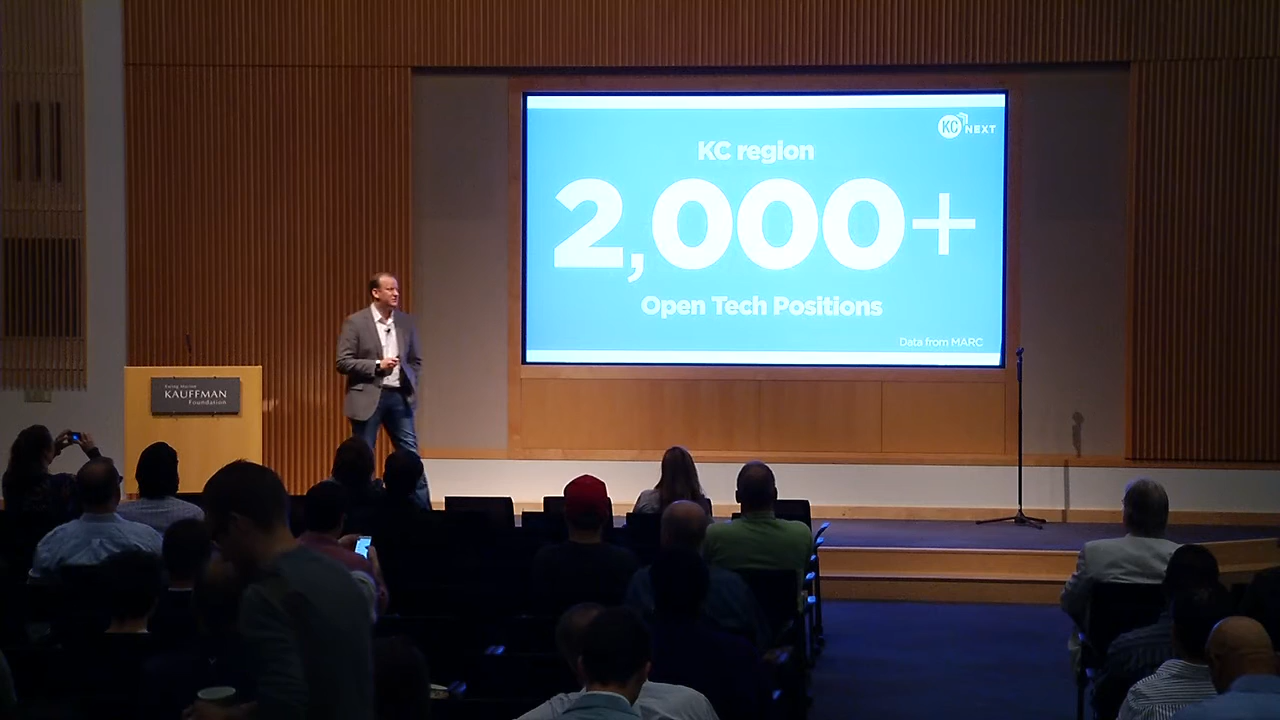 KC NEXT
KC region
2,000+
Open Tech Positions
Data from MARC
Ewing Marion
KAUFFMAN
Foundation